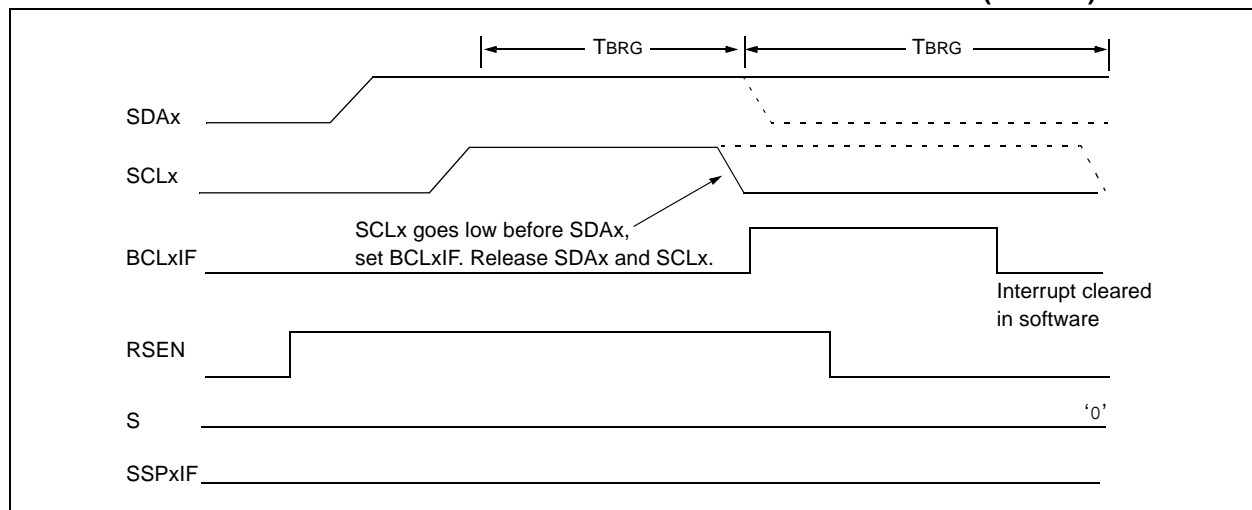 TBRG TBRG
SDAx
SCLx
SCLx goes low before SDAx,
set BCLxIF. Release SDAx and SCLx.
BCLxIF
Interrupt cleared
in software
RSEN
S
‘0’
SSPxIF